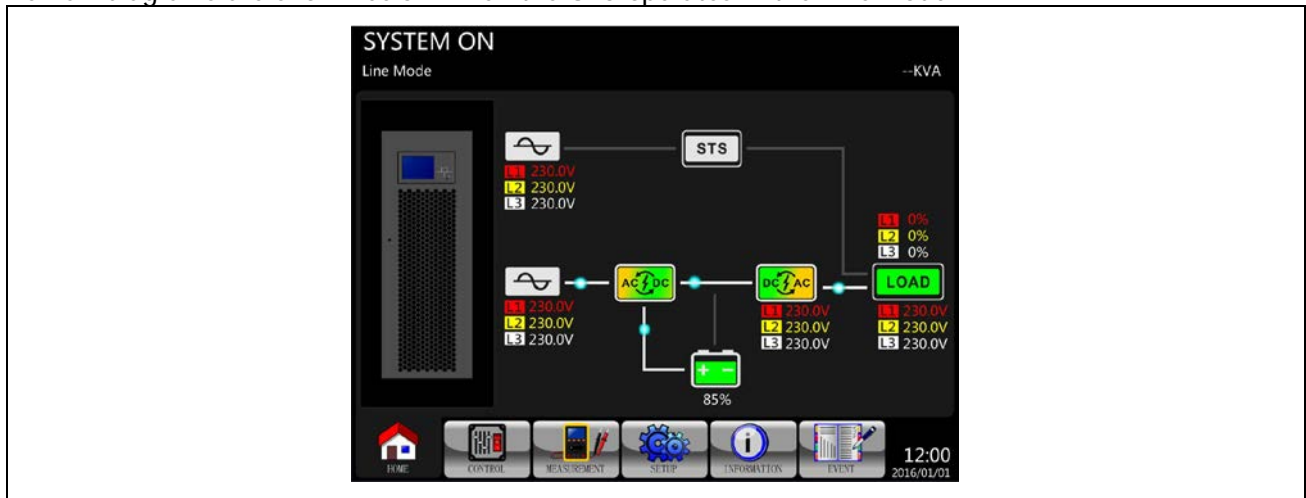 SYSTEM ON
Line Mode
--KVA
STS
L1 230.0V
L2 230.0V
L3 230.0V
L1 0%
L2 0%
L3 0%
AC DC
DC AC
LOAD
L1 230.0V
L2 230.0V
L3 230.0V
L1 230.0V
L2 230.0V
L3 230.0V
L1 230.0V
L2 230.0V
L3 230.0V
+ -
85%
HOME
CONTROL
MEASUREMENT
SETUP
INFORMATION
EVENT
12:00
2016/01/01